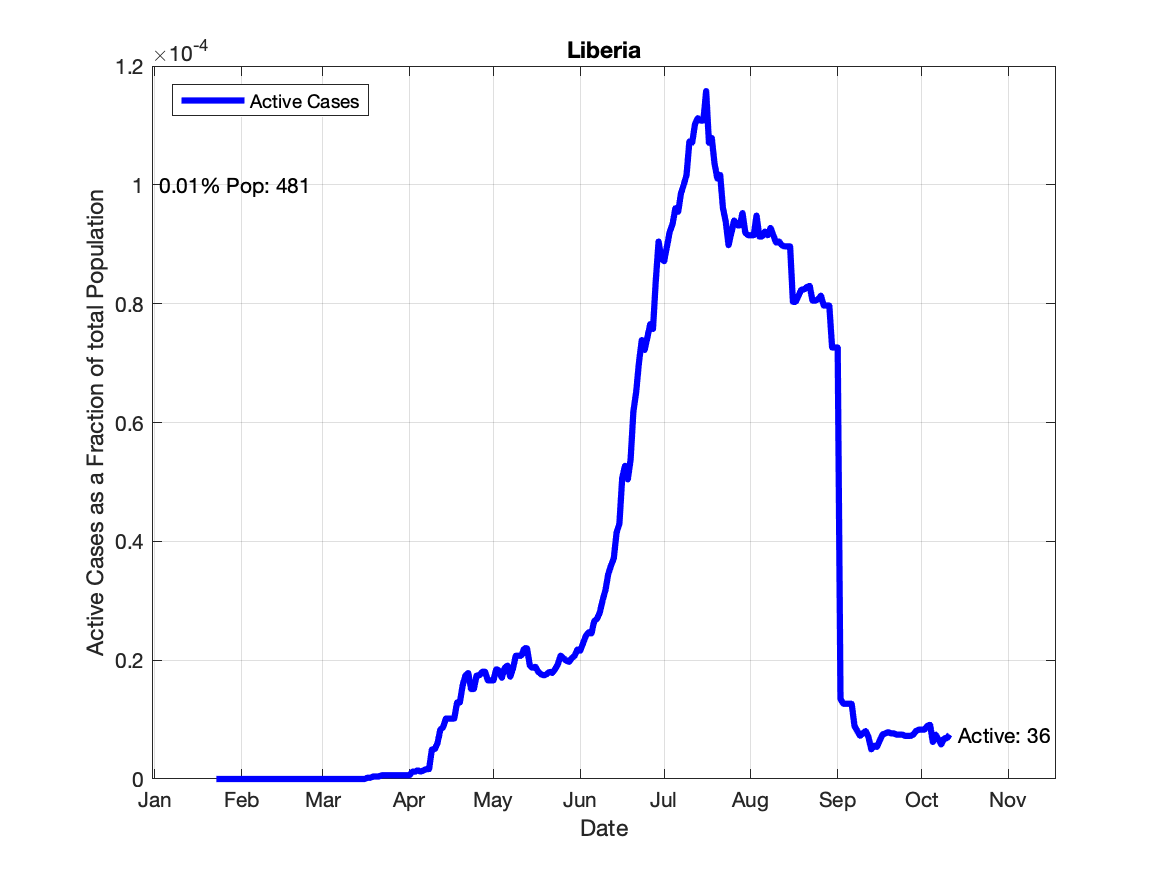 Liberia
×10-4
1.2
1
0.8
0.6
0.4
0.2
0
Active Cases
0.01% Pop: 481
Active: 36
Active Cases as a Fraction of total Population
Jan Feb Mar Apr May Jun Jul Aug Sep Oct Nov
Date